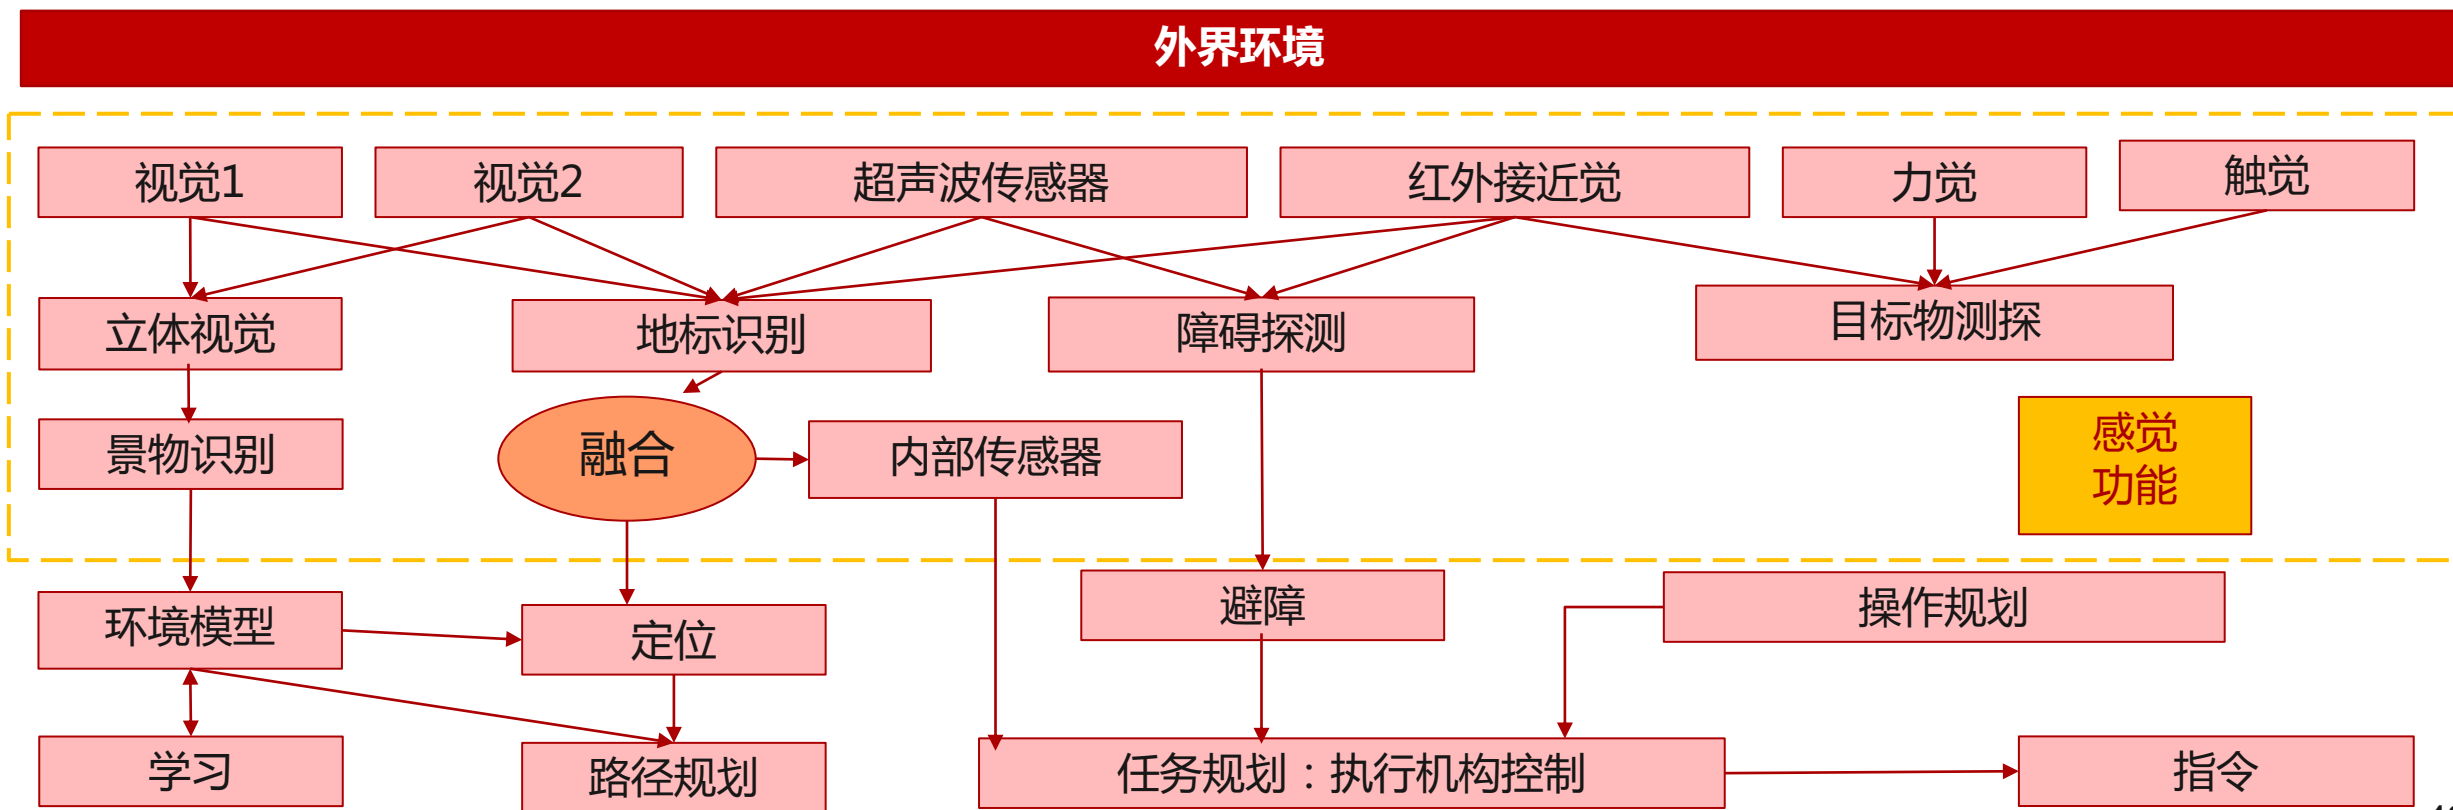 外界环境
视觉1
视觉2
超声波传感器
红外接近觉
力觉
触觉
立体视觉
地标识别
障碍探测
目标物测探
景物识别
融合
内部传感器
感觉
功能
环境模型
定位
避障
操作规划
学习
路径规划
任务规划：执行机构控制
指令